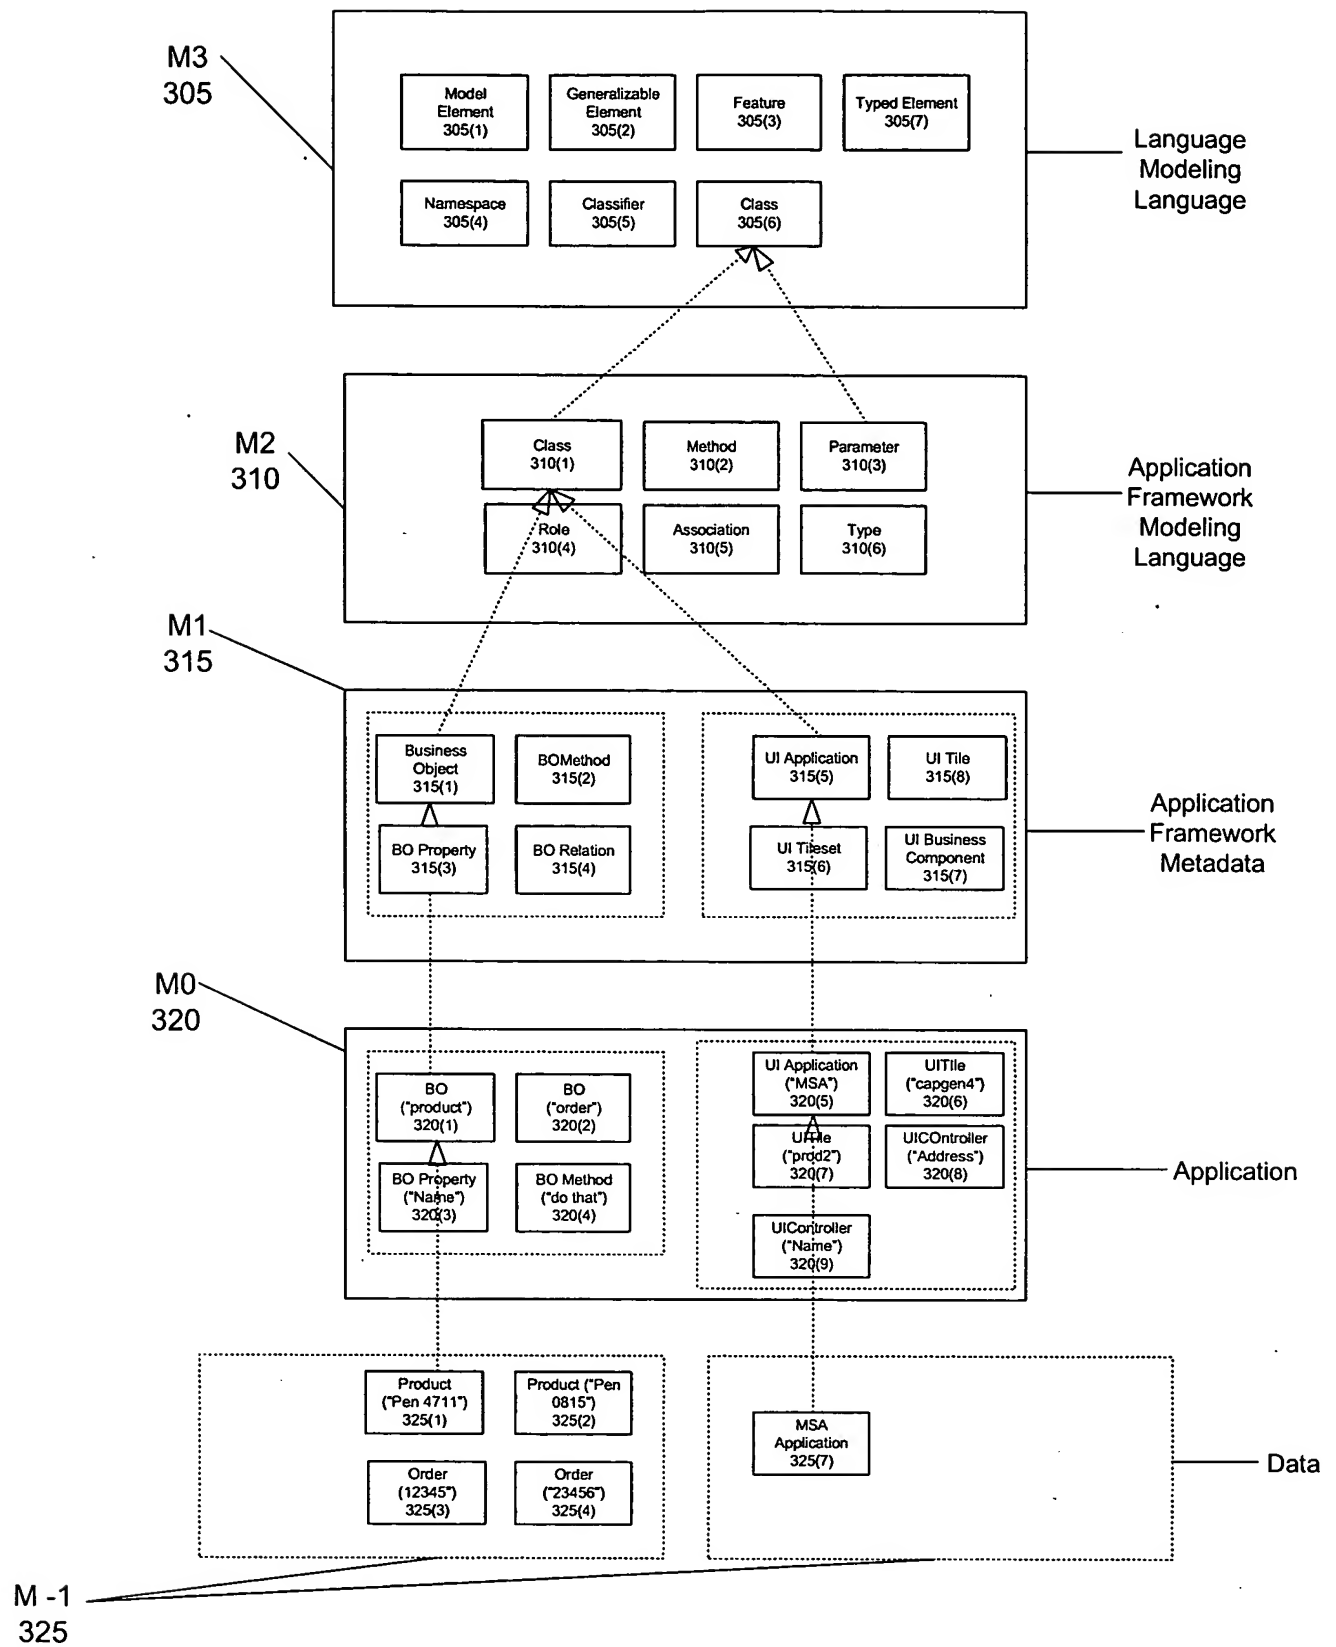 M3
305
Model
Element
305(1)
Generalizable
Element
305(2)
Feature
305(3)
Typed Element
305(7)
Namespace
305(4)
Classifier
305(5)
Class
305(6)
Language
Modeling
Language
M2
310
Class
310(1)
Method
310(2)
Parameter
310(3)
Role
310(4)
Association
310(5)
Type
310(6)
Application
Framework
Modeling
Language
M1
315
Business
Object
315(1)
BOMethod
315(2)
BO Property
315(3)
BO Relation
315(4)
UI Application
315(5)
UI Tile
315(8)
UI Tileset
315(6)
UI Business
Component
315(7)
Application
Framework
Metadata
M0
320
BO
("product")
320(1)
BO
("order")
320(2)
BO Property
("Name")
320(3)
BO Method
("do that")
320(4)
UI Application
("MSA")
320(5)
UITIle
("capgen4")
320(6)
UITile
("prod2")
320(7)
UICOntroller
("Address")
320(8)
UIController
("Name")
320(9)
Application
Product
("Pen 4711")
325(1)
Product ("Pen
0815")
325(2)
Order
(12345")
325(3)
Order
("23456")
325(4)
MSA
Application
325(7)
Data
M -1
325